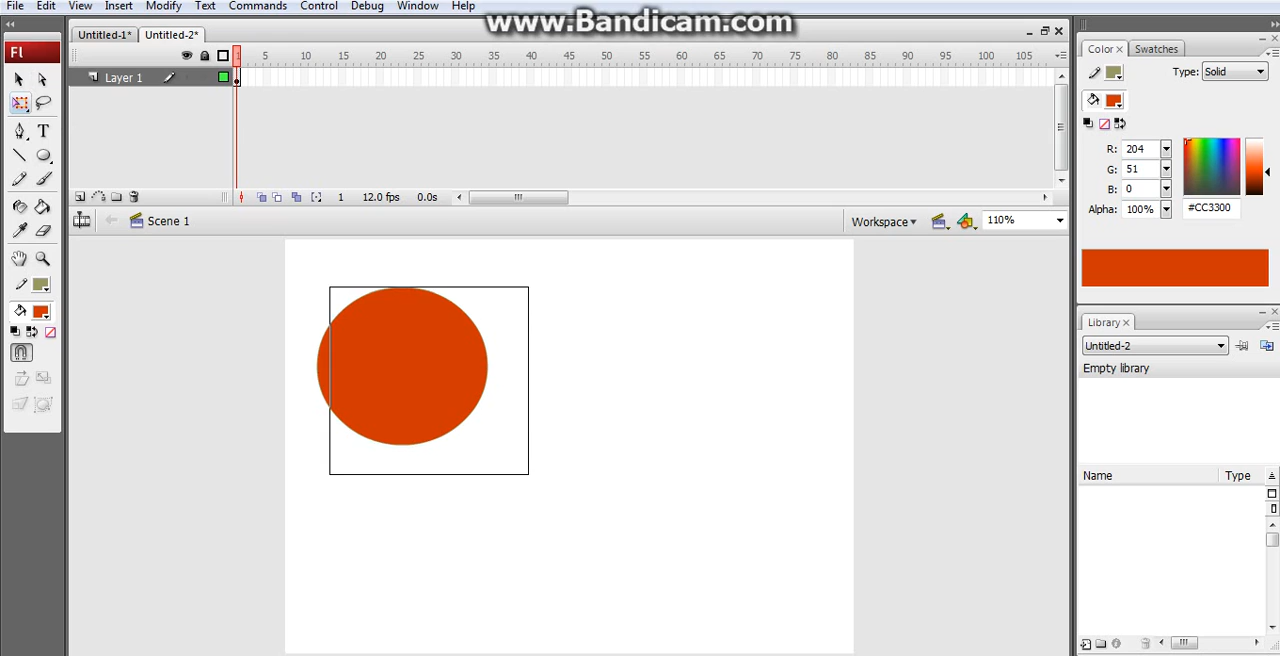 File Edit View Insert Modify Text Commands Control Debug Window Help
www.Bandicam.com
Untitled-1* Untitled-2*
Fl
Color Swatches
1 5 10 15 20 25 30 35 40 45 50 55 60 65 70 75 80 85 90 95 100 105
Type: Solid
Layer 1
R: 204
G: 51
B: 0
Alpha: 100% #CC3300
1 12.0 fps 0.0s
Scene 1 Workspace 110%
T
Library
Untitled-2
Empty library
Name Type